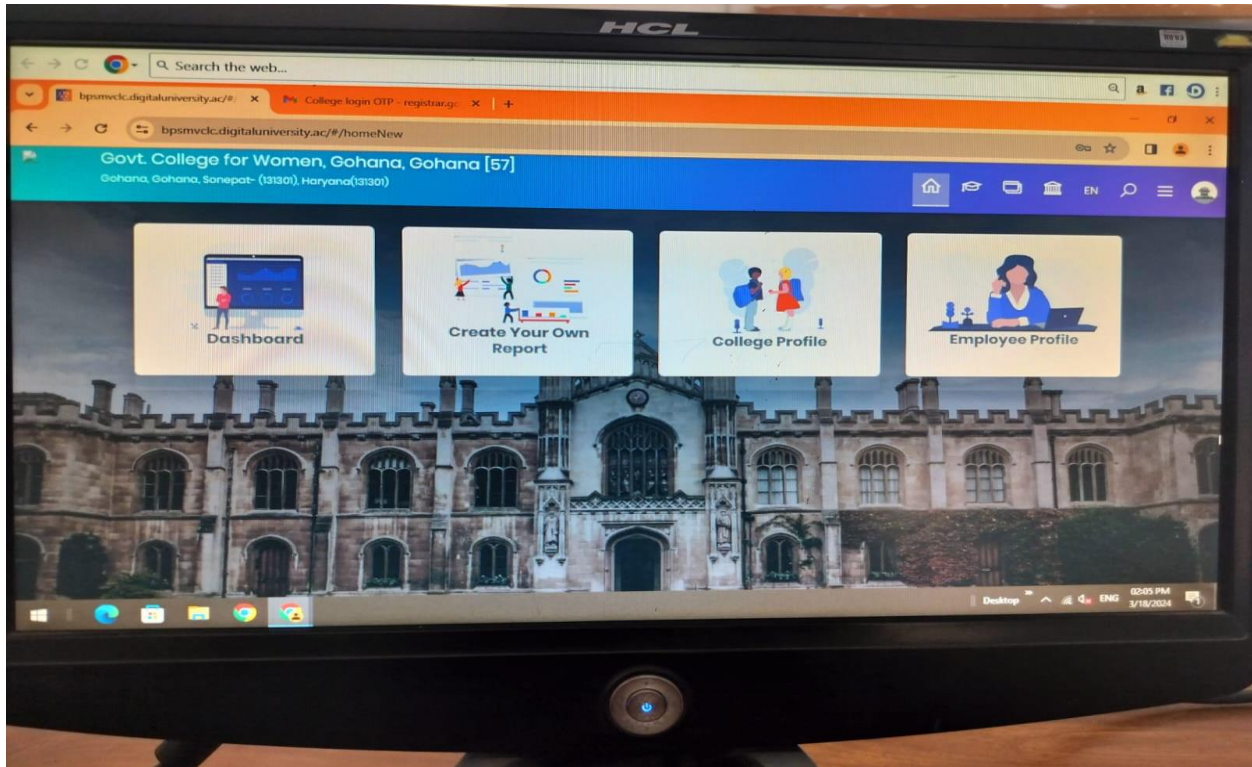 HCL
Search the web...
bpsmvclc.digitaluniversity.ac/#/
College login OTP - registrar.gc
bpsmvclc.digitaluniversity.ac/#/homeNew
Govt. College for Women, Gohana, Gohana [57]
Gohana, Gohana, Sonepat- (131301), Haryana(131301)
EN
Dashboard
Create Your Own
Report
College Profile
Employee Profile
Desktop
ENG
02:05 PM
3/18/2024